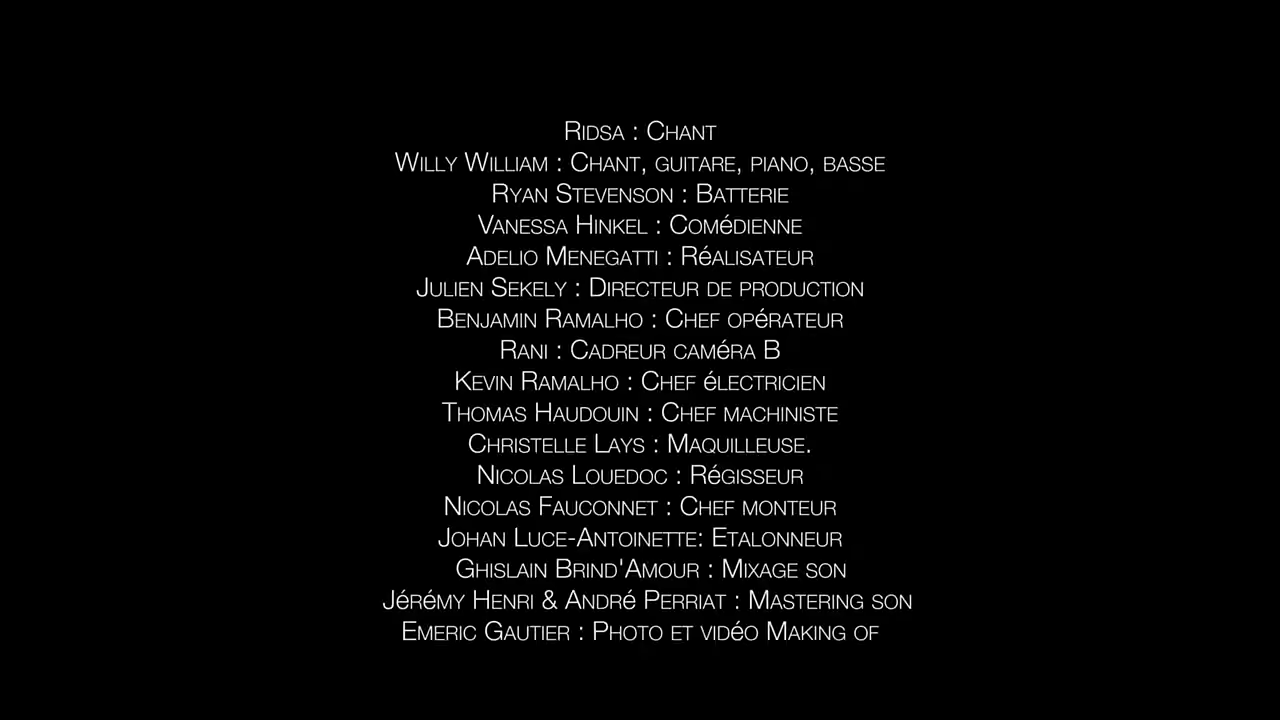 Ridsa : Chant
Willy William : Chant, guitare, piano, basse
Ryan Stevenson : Batterie
Vanessa Hinkel : Comédienne
Adelio Menegatti : Réalisateur
Julien Sekely : Directeur de production
Benjamin Ramalho : Chef opérateur
Rani : Cadreur caméra B
Kevin Ramalho : Chef électricien
Thomas Haudouin : Chef machiniste
Christelle Lays : Maquilleuse.
Nicolas Louedoc : Régisseur
Nicolas Fauconnet : Chef monteur
Johan Luce-Antoinette: Etalonneur
Ghislain Brind'Amour : Mixage son
Jérémy Henri & André Perriat : Mastering son
Emeric Gautier : Photo et vidéo Making of